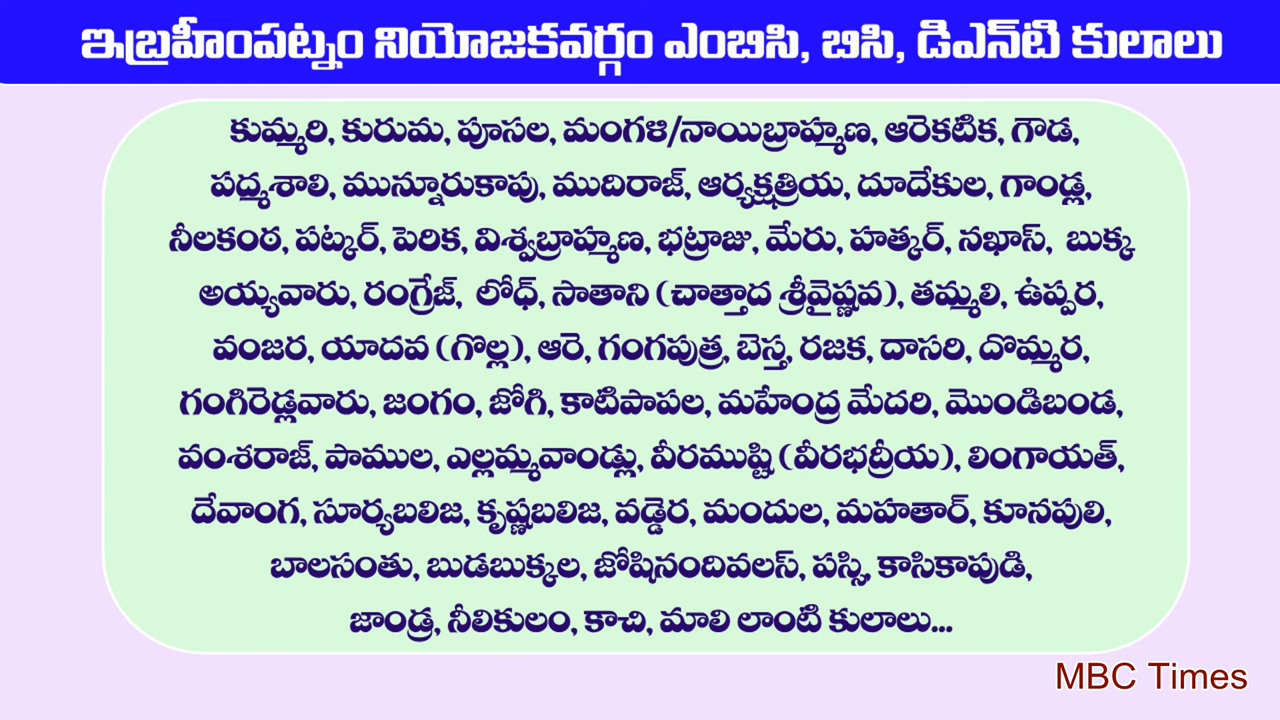 ఇబ్రహీంపట్నం నియోజకవర్గం ఎంబిసి, బిసి, డిఎన్‌టి కులాలు
కుమ్మరి, కురుమ, పూసల, మంగళి/నాయిబ్రాహ్మణ, ఆరెకటిక, గౌడ,
పద్మశాలి, మున్నూరుకాపు, ముదిరాజ్, ఆర్యక్షత్రియ, దూదేకుల, గాండ్ల,
నీలకంఠ, పట్కర్, పెరిక, విశ్వబ్రాహ్మణ, భట్రాజు, మేరు, హత్కర్, నఖాస్, బుక్క
అయ్యవారు, రంగ్రేజ్, లోధ్, సాతాని (చాత్తాద శ్రీవైష్ణవ), తమ్మలి, ఉప్పర,
వంజర, యాదవ (గొల్ల), ఆరె, గంగపుత్ర, బెస్త, రజక, దాసరి, దొమ్మర,
గంగిరెడ్లవారు, జంగం, జోగి, కాటిపాపల, మహేంద్ర మేదరి, మొండిబండ,
వంశరాజ్, పాముల, ఎల్లమ్మవాండ్లు, వీరముష్టి (వీరభద్రీయ), లింగాయత్,
దేవాంగ, సూర్యబలిజ, కృష్ణబలిజ, వడ్డెర, మందుల, మహతార్, కూనపులి,
బాలసంతు, బుడబుక్కల, జోషినందివలస్, పస్సి, కాసికాపుడి,
జాండ్ర, నీలికులం, కాచి, మాలి లాంటి కులాలు...
MBC Times